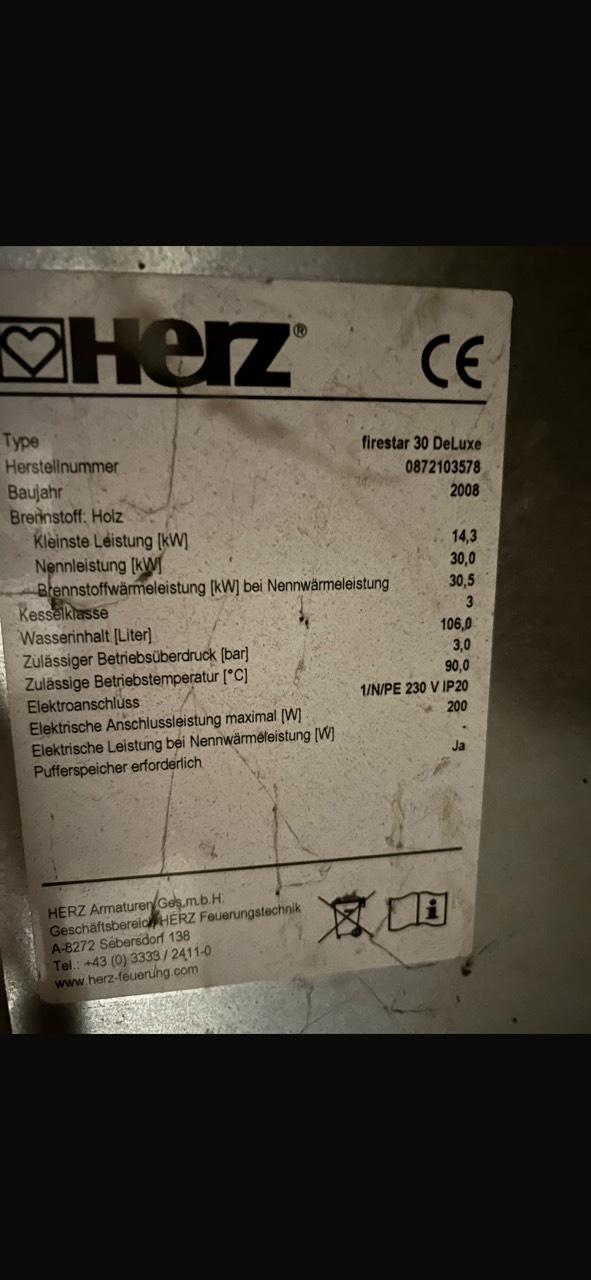 Herz®
CE
Type firestar 30 DeLuxe
Herstellnummer 0872103578
Baujahr 2008
Brennstoff: Holz
Kleinste Leistung [kW] 14,3
Nennleistung [kW] 30,0
Brennstoffwärmeleistung [kW] bei Nennwärmeleistung 30,5
Kesselklasse 3
Wasserinhalt [Liter] 106,0
Zulässiger Betriebsüberdruck [bar] 3,0
Zulässige Betriebstemperatur [°C] 90,0
Elektroanschluss 1/N/PE 230 V IP20
Elektrische Anschlussleistung maximal [W] 200
Elektrische Leistung bei Nennwärmeleistung [W] -
Pufferspeicher erforderlich Ja
HERZ Armaturen Ges.m.b.H.
Geschäftsbereich HERZ Feuerungstechnik
A-8272 Sebersdorf 138
Tel.: +43 (0) 3333 / 2411-0
www.herz-feuerung.com